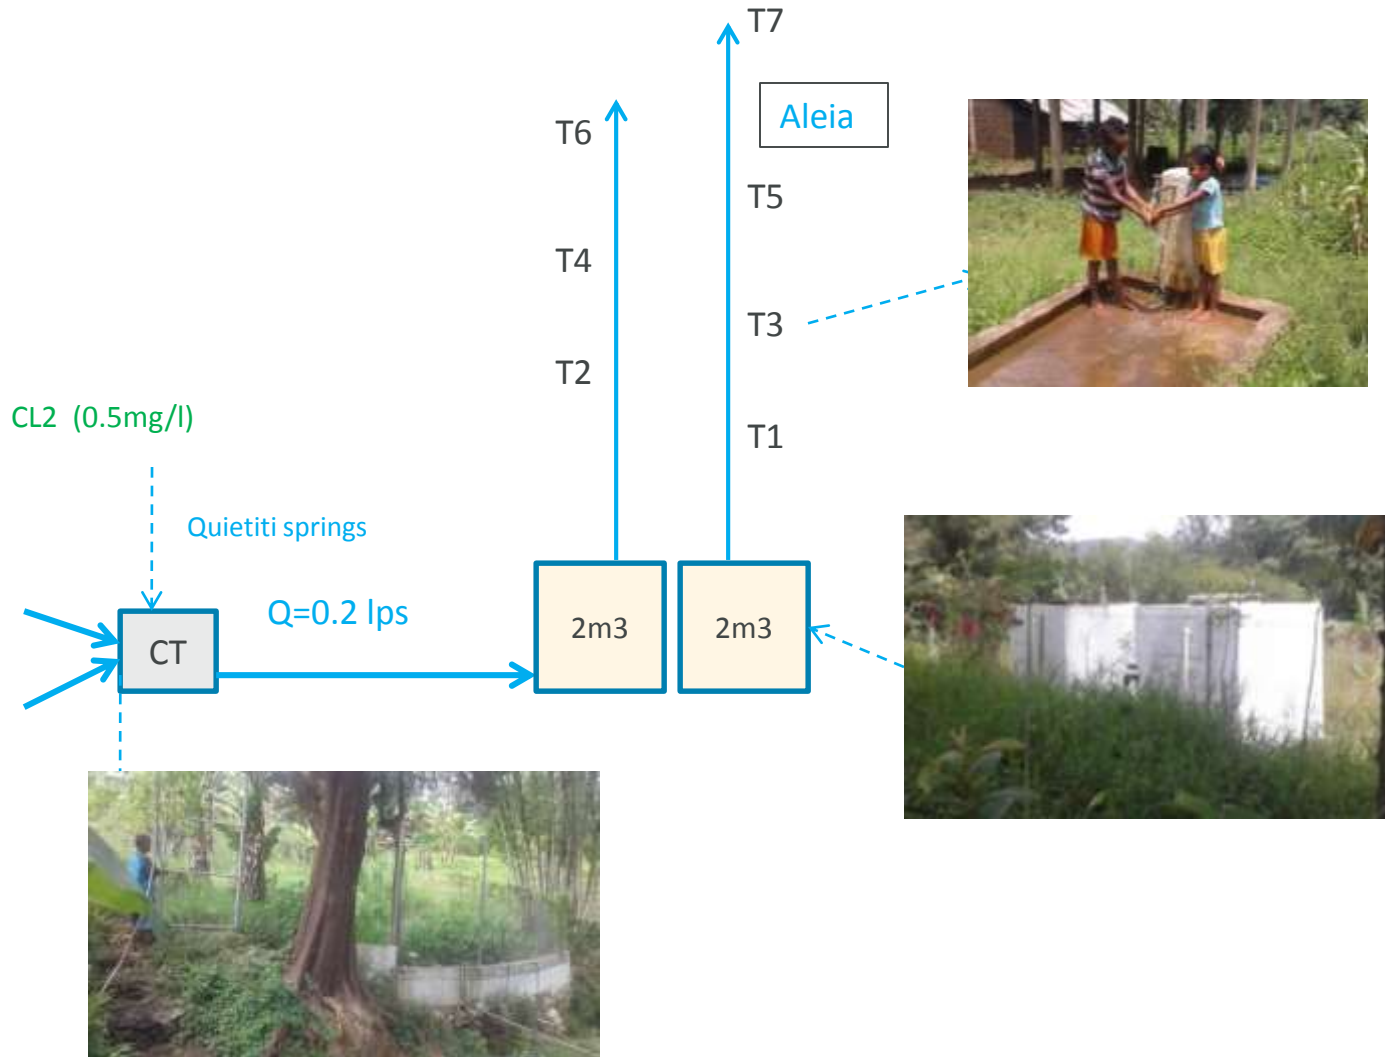 T7
Aleia
T6
T5
T4
T3
T2
T1
CL2 (0.5mg/l)
Quietiti springs
Q=0.2 lps
CT
2m3
2m3